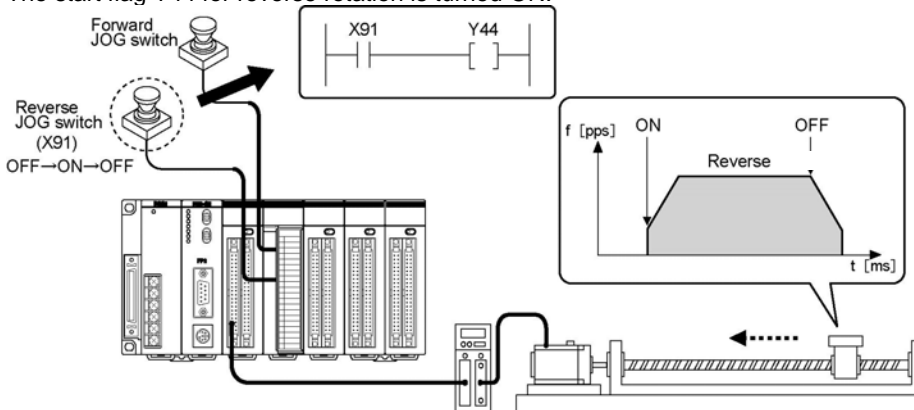 Forward
JOG switch
X91 Y44
Reverse
JOG switch
(X91)
OFF→ON→OFF
f [pps]
ON
OFF
Reverse
t [ms]